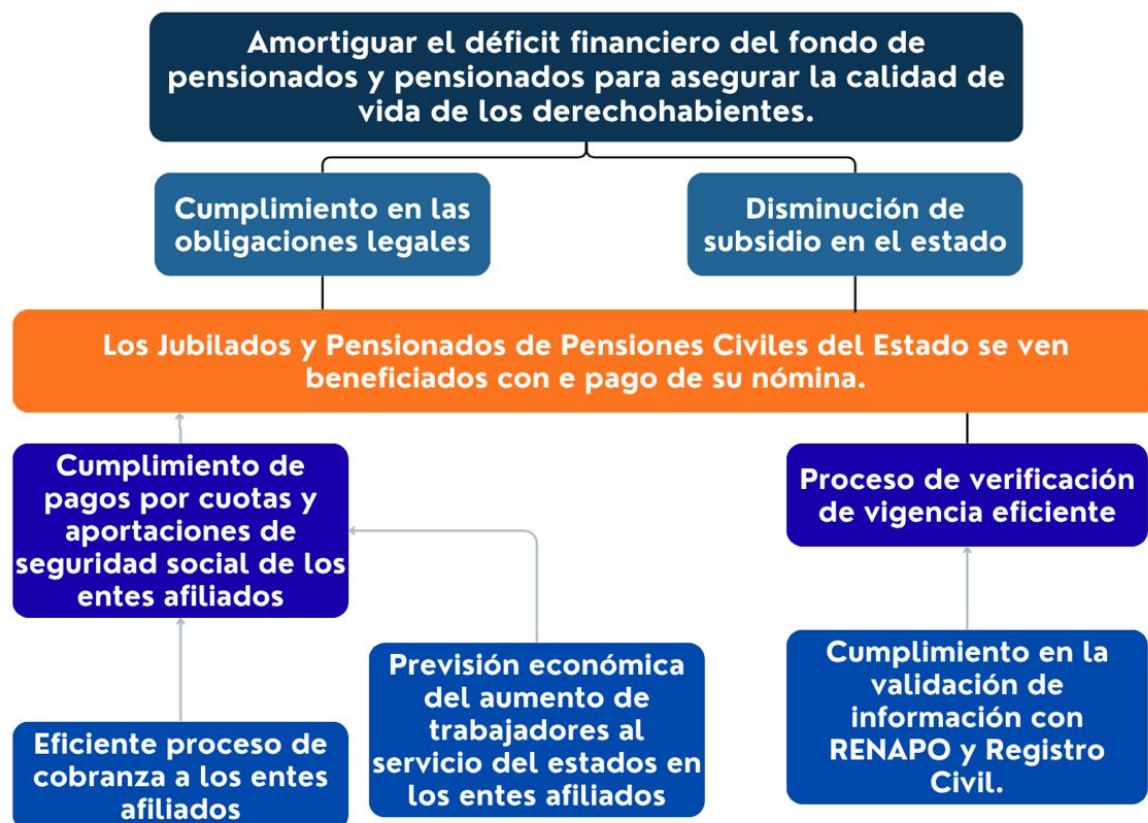 Amortiguar el déficit financiero del fondo de
pensionados y pensionados para asegurar la calidad de
vida de los derechohabientes.
Cumplimiento en las
obligaciones legales
Disminución de
subsidio en el estado
Los Jubilados y Pensionados de Pensiones Civiles del Estado se ven
beneficiados con e pago de su nómina.
Cumplimiento de
pagos por cuotas y
aportaciones de
seguridad social de los
entes afiliados
Proceso de verificación
de vigencia eficiente
Eficiente proceso de
cobranza a los entes
afiliados
Previsión económica
del aumento de
trabajadores al
servicio del estados en
los entes afiliados
Cumplimiento en la
validación de
información con
RENAPO y Registro
Civil.